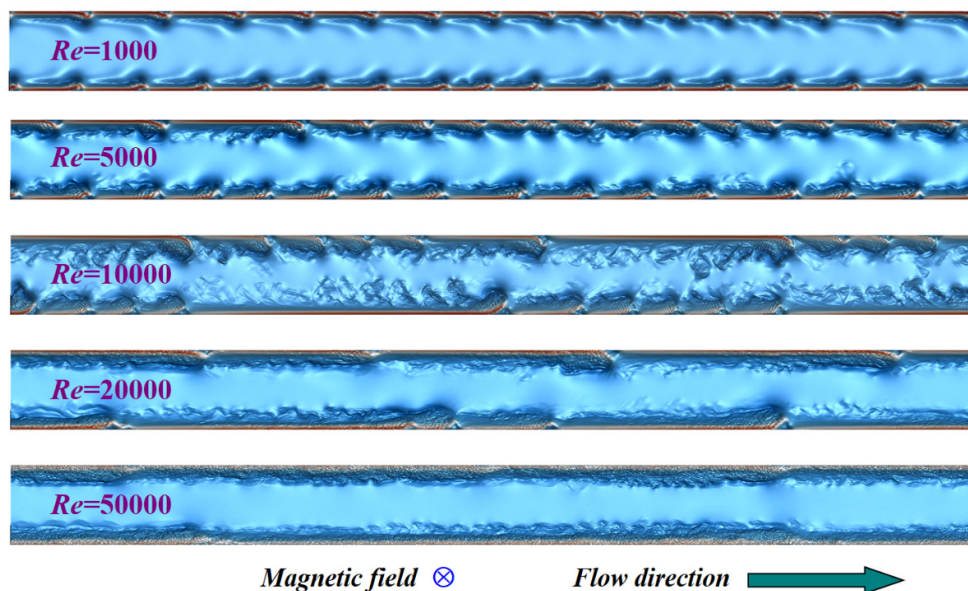 Re=1000
Re=5000
Re=10000
Re=20000
Re=50000
Magnetic field ⊗ Flow direction